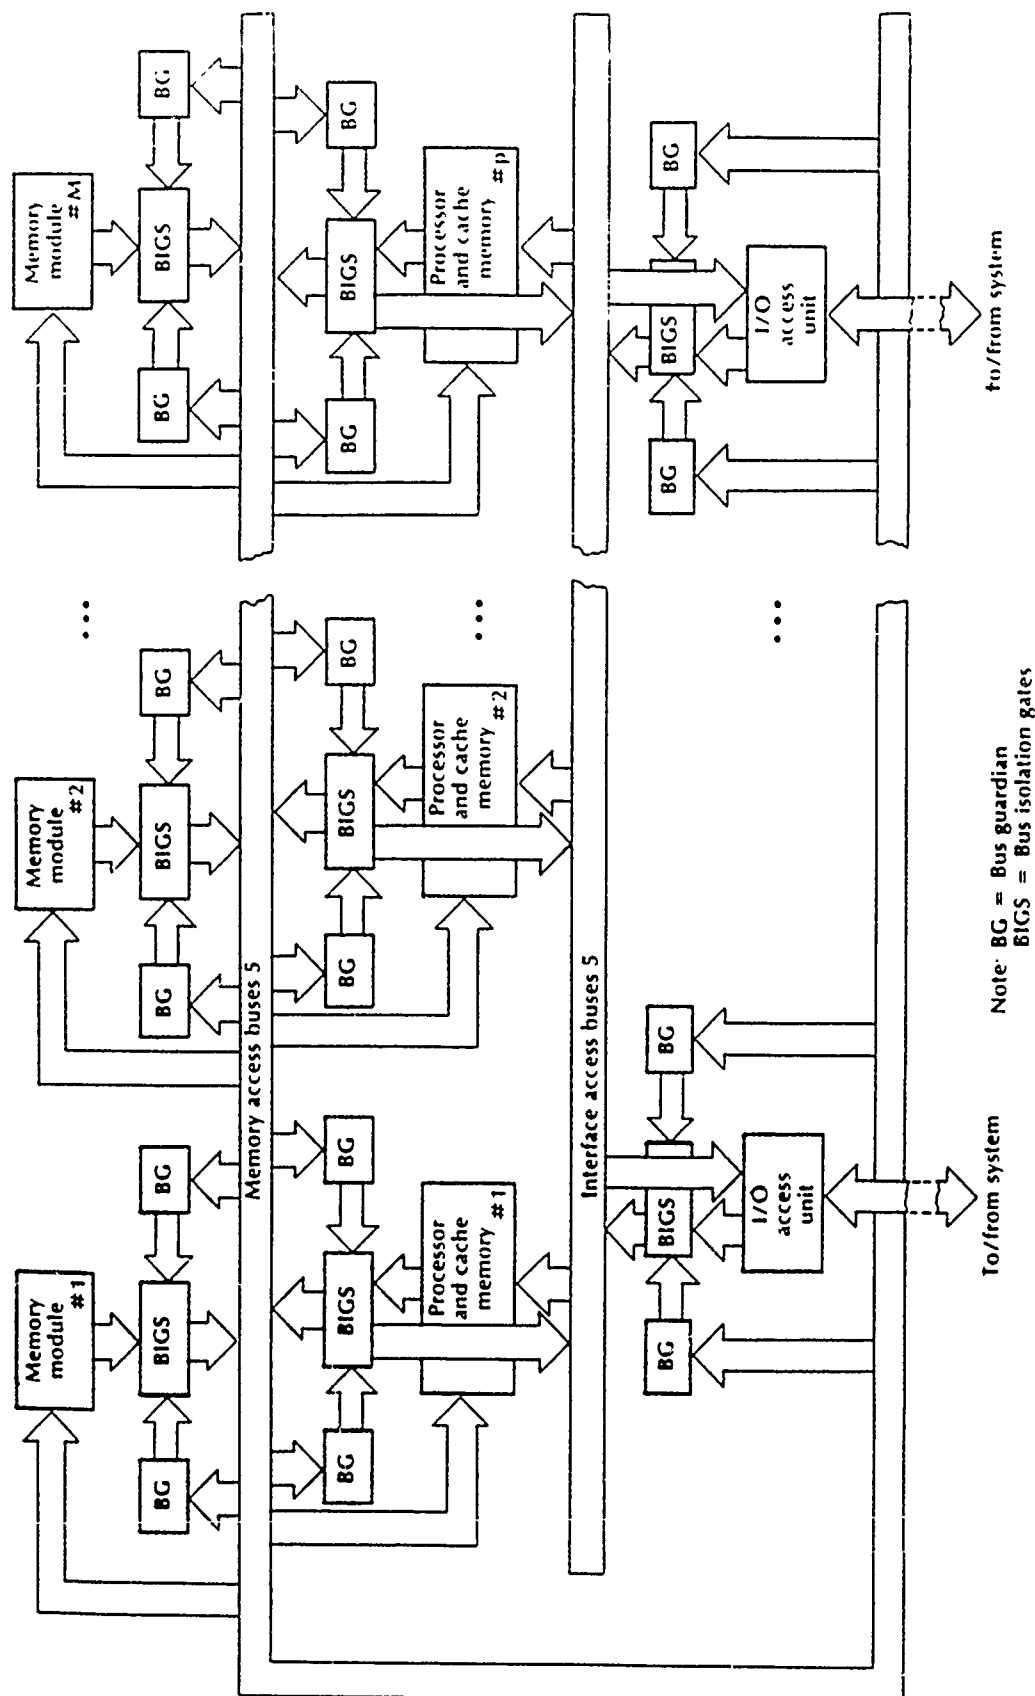 Memory
module
#1
Memory
module
#2
Memory
module
#M
BG
BIGS
BG
BG
BIGS
BG
BG
BIGS
BG
Memory access buses 5
BG
BIGS
BG
BG
BIGS
BG
BG
BIGS
BG
Processor
and cache
memory
#1
Processor
and cache
memory
#2
Processor
and cache
memory
#p
...
...
Interface access buses 5
BG
BIGS
BG
BG
BIGS
BG
I/O
access
unit
...
I/O
access
unit
To/from system
to/from system
Note: BG = Bus guardian
BIGS = Bus isolation gates